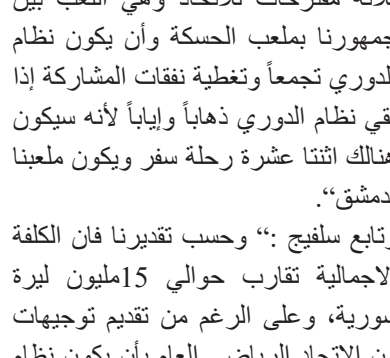 ثلاثة مقترحات للاتحاد وهي اللعب بين
جمهورنا بملعب الحسكة وأن يكون نظام
الدوري تجمعاً وتغطية نفقات المشاركة إذا
قي نظام الدوري ذهاباً وإياباً لأنه سيكون
هنالك اثنتا عشرة رحلة سفر ويكون ملعبنا
دمشق“.
وتابع سلفيج :“ وحسب تقديرنا فان الكلفة
لاجمالية تقارب حوالي 15مليون ليرة
سورية، وعلى الرغم من تقديم توجيهات
من الاتحاد الرياضي العام بأن يكون نظام